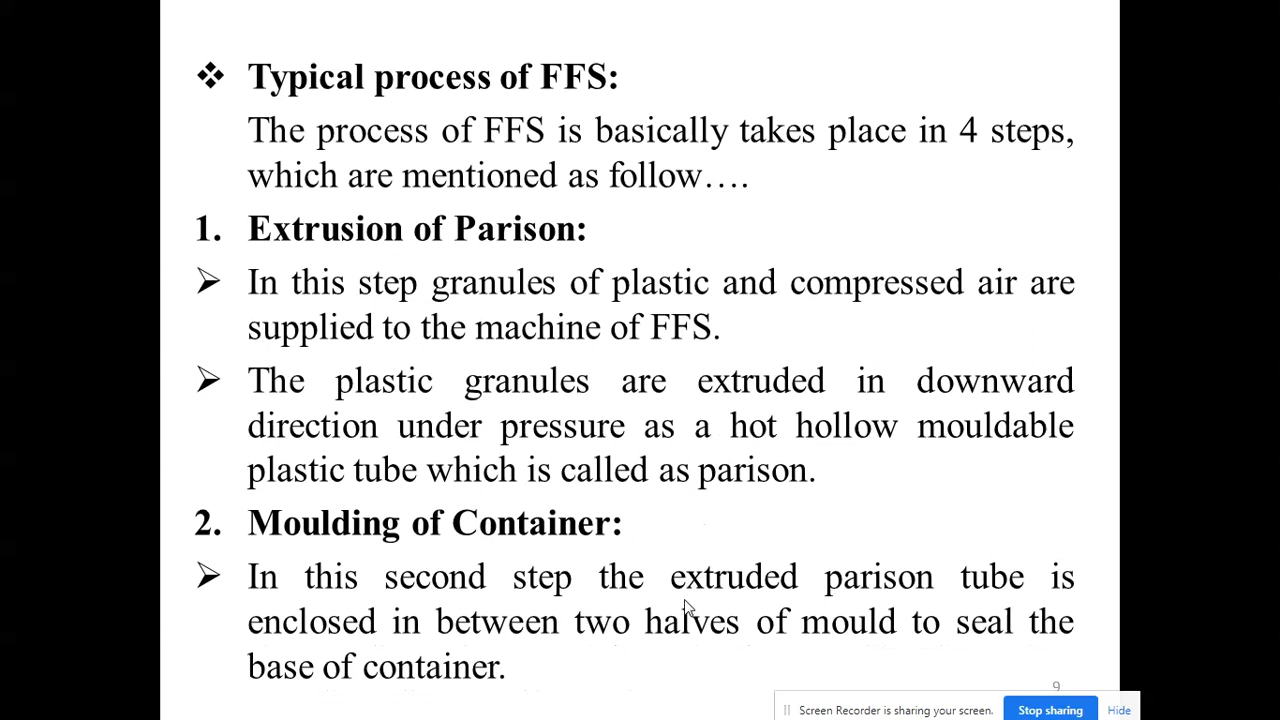 ❖ Typical process of FFS:
The process of FFS is basically takes place in 4 steps,
which are mentioned as follow….
1. Extrusion of Parison:
➢ In this step granules of plastic and compressed air are
supplied to the machine of FFS.
➢ The plastic granules are extruded in downward
direction under pressure as a hot hollow mouldable
plastic tube which is called as parison.
2. Moulding of Container:
➢ In this second step the extruded parison tube is
enclosed in between two halves of mould to seal the
base of container.
9
Screen Recorder is sharing your screen. Stop sharing Hide